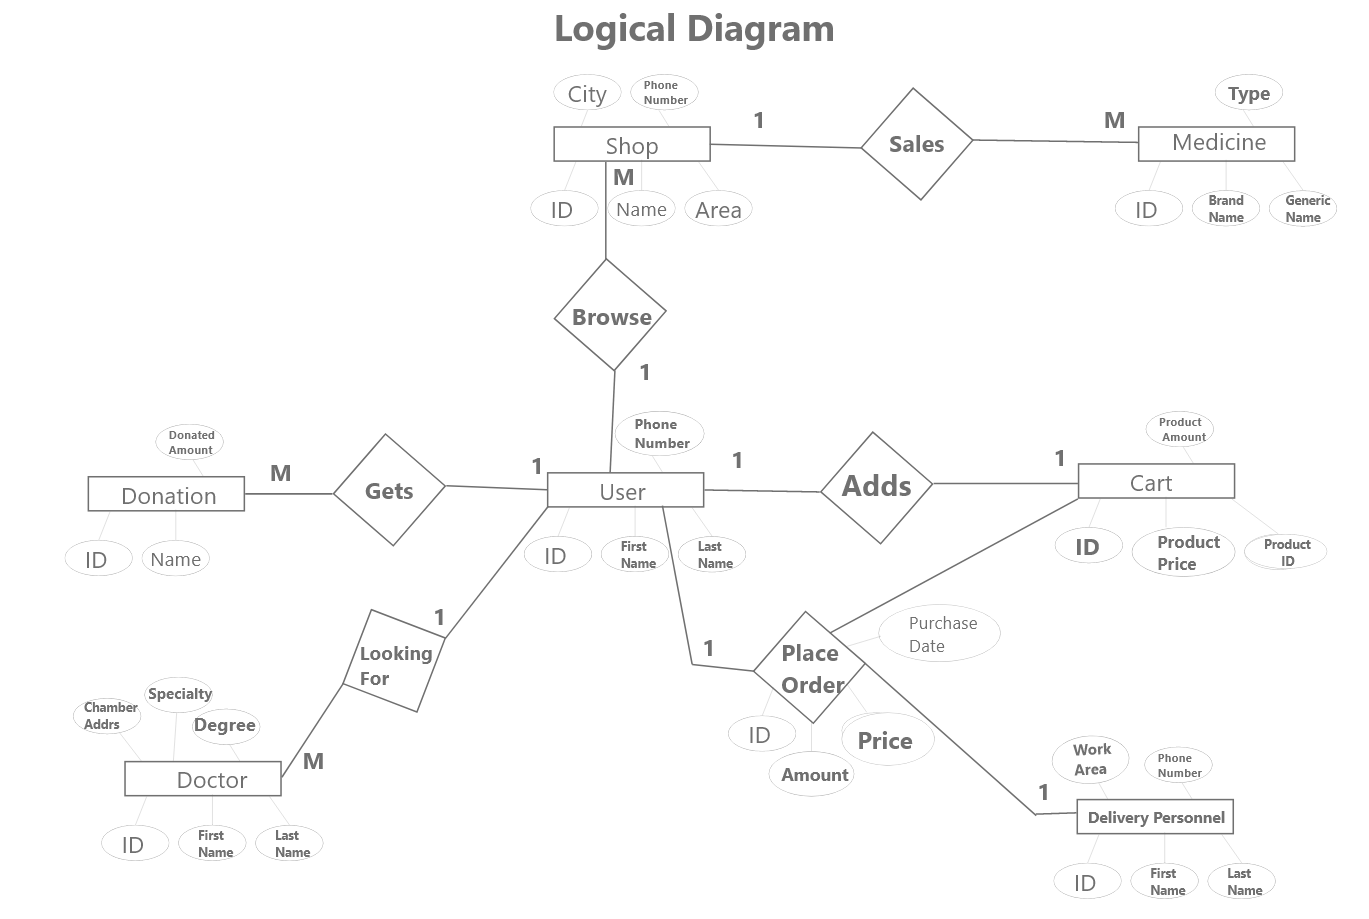 Logical Diagram
City
Phone
Number
Type
1
M
Shop
Sales
Medicine
M
ID
Name
Area
ID
Brand
Name
Generic
Name
Browse
1
Phone
Number
Donated
Amount
Product
Amount
M
1
1
1
Donation
Gets
User
Adds
Cart
ID
Name
ID
First
Name
Last
Name
ID
Product
Price
Product
ID
1
Looking
For
1
Place
Order
Purchase
Date
Chamber
Addrs
Specialty
Degree
M
Doctor
ID
Price
Amount
Work
Area
Phone
Number
1
Delivery Personnel
ID
First
Name
Last
Name
ID
First
Name
Last
Name